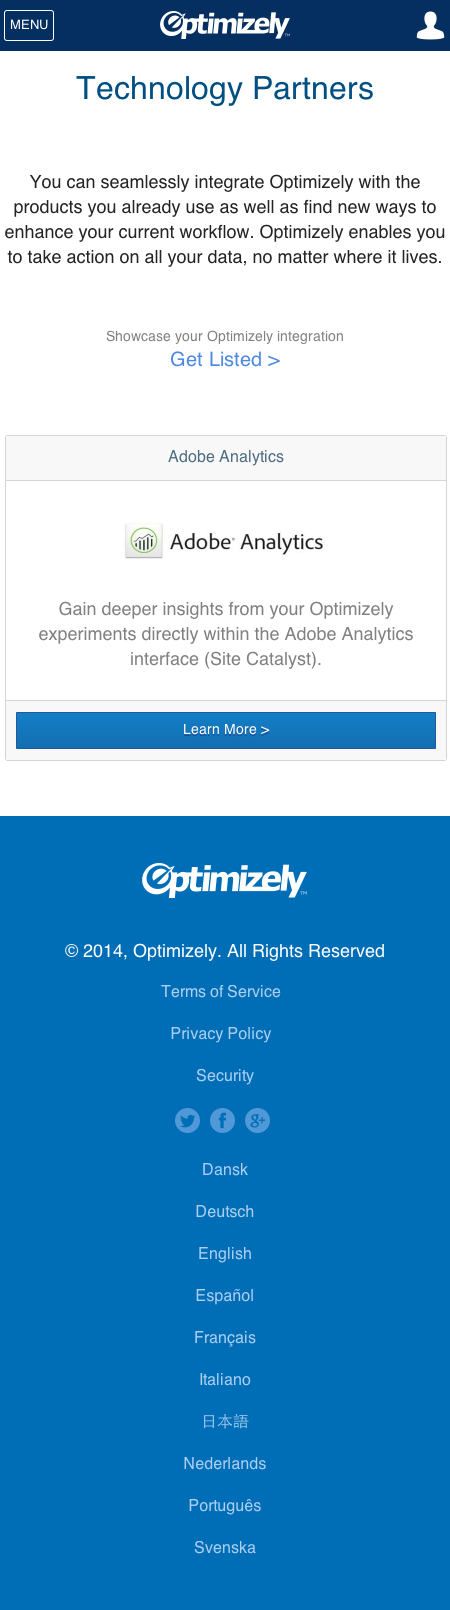 MENU
Optimizely™
Technology Partners
You can seamlessly integrate Optimizely with the
products you already use as well as find new ways to
enhance your current workflow. Optimizely enables you
to take action on all your data, no matter where it lives.
Showcase your Optimizely integration
Get Listed >
Adobe Analytics
Adobe® Analytics
Gain deeper insights from your Optimizely
experiments directly within the Adobe Analytics
interface (Site Catalyst).
Learn More >
Optimizely™
© 2014, Optimizely. All Rights Reserved
Terms of Service
Privacy Policy
Security
Dansk
Deutsch
English
Español
Français
Italiano
日本語
Nederlands
Português
Svenska